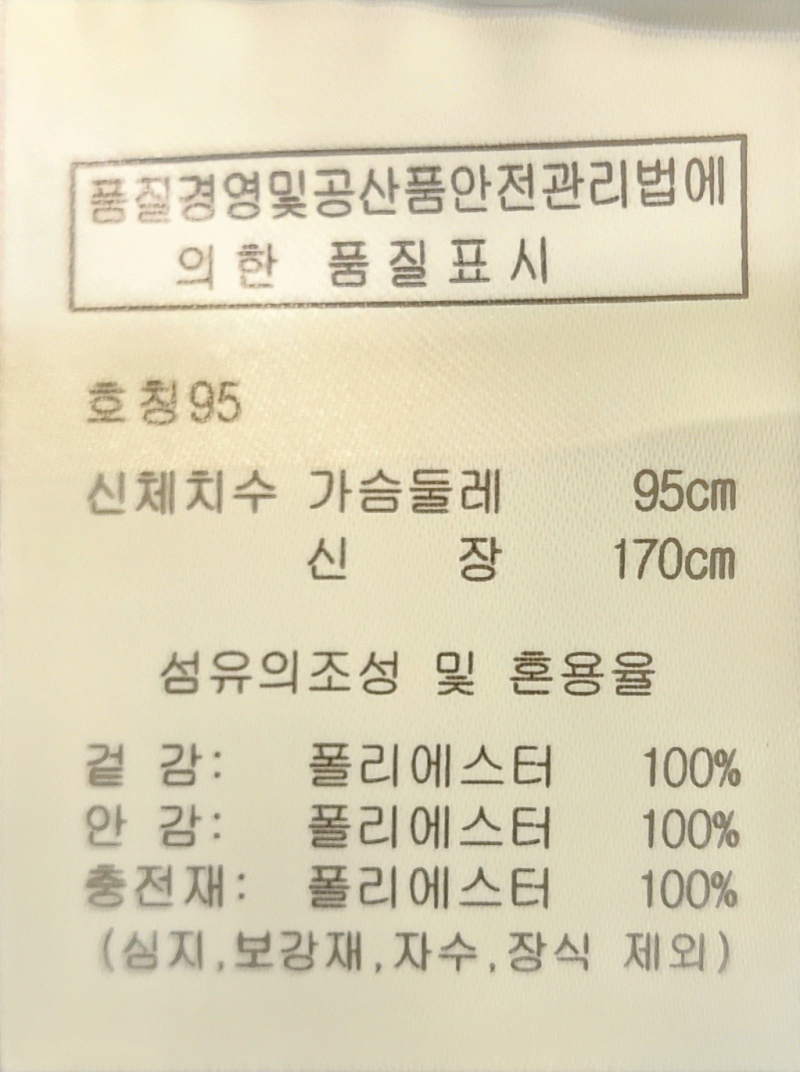 품질경영및공산품안전관리법에
의한 품질표시
호칭95
신체치수 가슴둘레 95cm
신 장 170cm
섬유의조성 및 혼용율
겉 감: 폴리에스터 100%
안 감: 폴리에스터 100%
충전재: 폴리에스터 100%
(심지,보강재,자수,장식 제외)